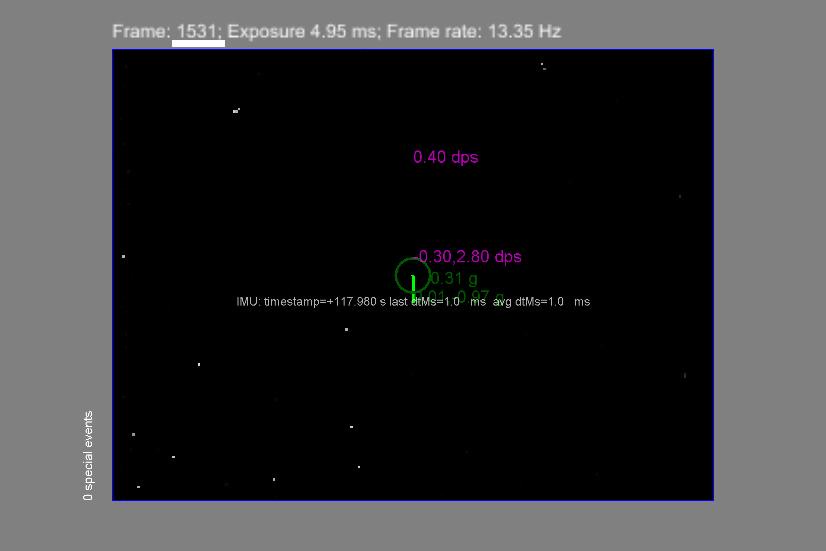 Frame: 1531; Exposure 4.95 ms; Frame rate: 13.35 Hz
0.40 dps
-0.30,2.80 dps
0.31 g
0.97 g
IMU: timestamp=+117.980 s last dtMs=1.0 ms avg dtMs=1.0 ms
0 special events